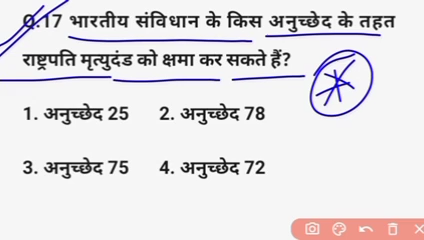 Q.17 भारतीय संविधान के किस अनुच्छेद के तहत
राष्ट्रपति मृत्युदंड को क्षमा कर सकते हैं?
1. अनुच्छेद 25 2. अनुच्छेद 78
3. अनुच्छेद 75 4. अनुच्छेद 72